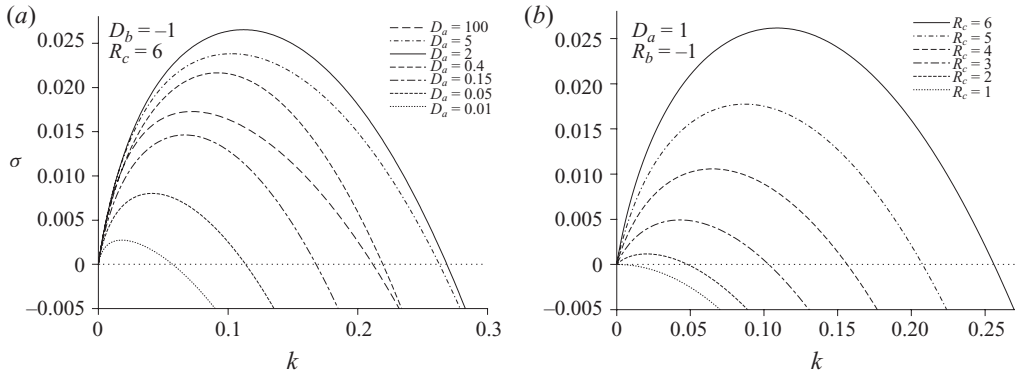 (a)
D_b = –1
R_c = 6
D_a = 100
D_a = 5
D_a = 2
D_a = 0.4
D_a = 0.15
D_a = 0.05
D_a = 0.01
0.025
0.020
0.015
0.010
0.005
0
–0.005
σ
0
0.1
0.2
0.3
k
(b)
D_a = 1
R_b = –1
R_c = 6
R_c = 5
R_c = 4
R_c = 3
R_c = 2
R_c = 1
0.025
0.020
0.015
0.010
0.005
0
–0.005
0
0.05
0.10
0.15
0.20
0.25
k